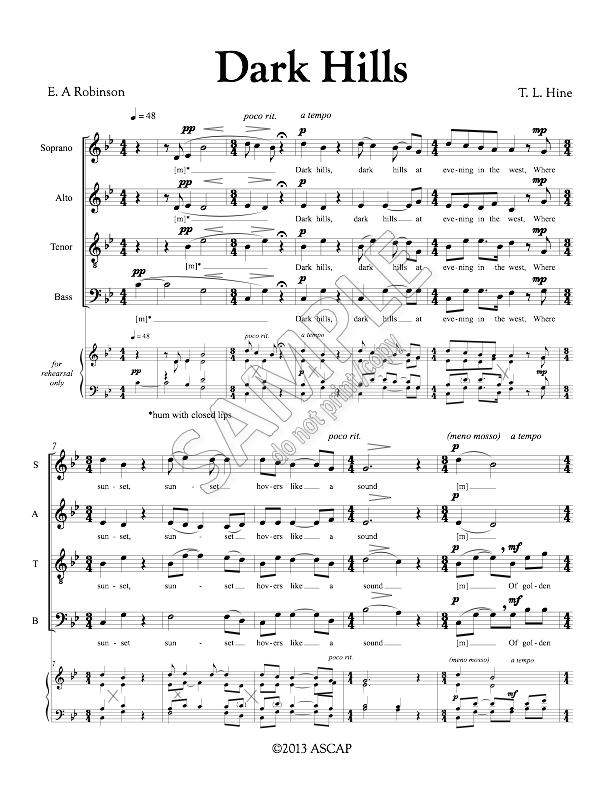 Dark Hills
E. A Robinson
T. L. Hine
♩ = 48
poco rit.
a tempo
pp
p
mp
Soprano
[m]*
Dark hills, dark hills at eve-ning in the west, Where
pp
p
mp
Alto
[m]*
Dark hills, dark hills at eve-ning in the west, Where
pp
p
mp
Tenor
[m]*
Dark hills, dark hills at eve-ning in the west, Where
pp
p
mp
Bass
[m]*
Dark hills, dark hills at eve-ning in the west, Where
♩ = 48
poco rit.
a tempo
for
rehearsal
only
pp
p
mp
*hum with closed lips
SAMPLE
do not print/copy
7
poco rit.
(meno mosso)
a tempo
p
S
sun- set, sun- set hov-ers like a sound [m]
p
A
sun-set, sun- set hov-ers like a sound [m]
p
mf
T
sun-set, sun- set hov-ers like a sound [m] Of gol-den
p
mf
B
sun-set sun- set hov-ers like a sound [m] Of gol-den
poco rit.
(meno mosso)
a tempo
7
p
mf
©2013 ASCAP